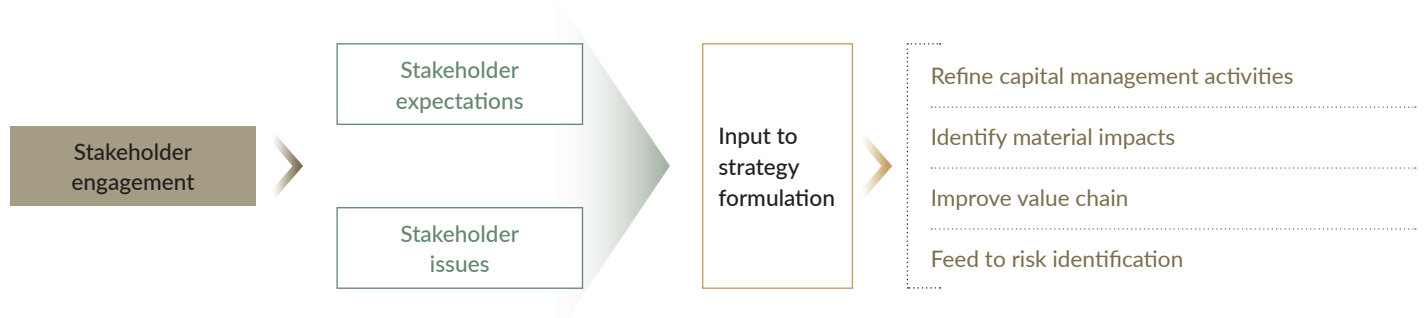 Stakeholder
engagement
Stakeholder
expectations
Stakeholder
issues
Input to
strategy
formulation
Refine capital management activities
Identify material impacts
Improve value chain
Feed to risk identification